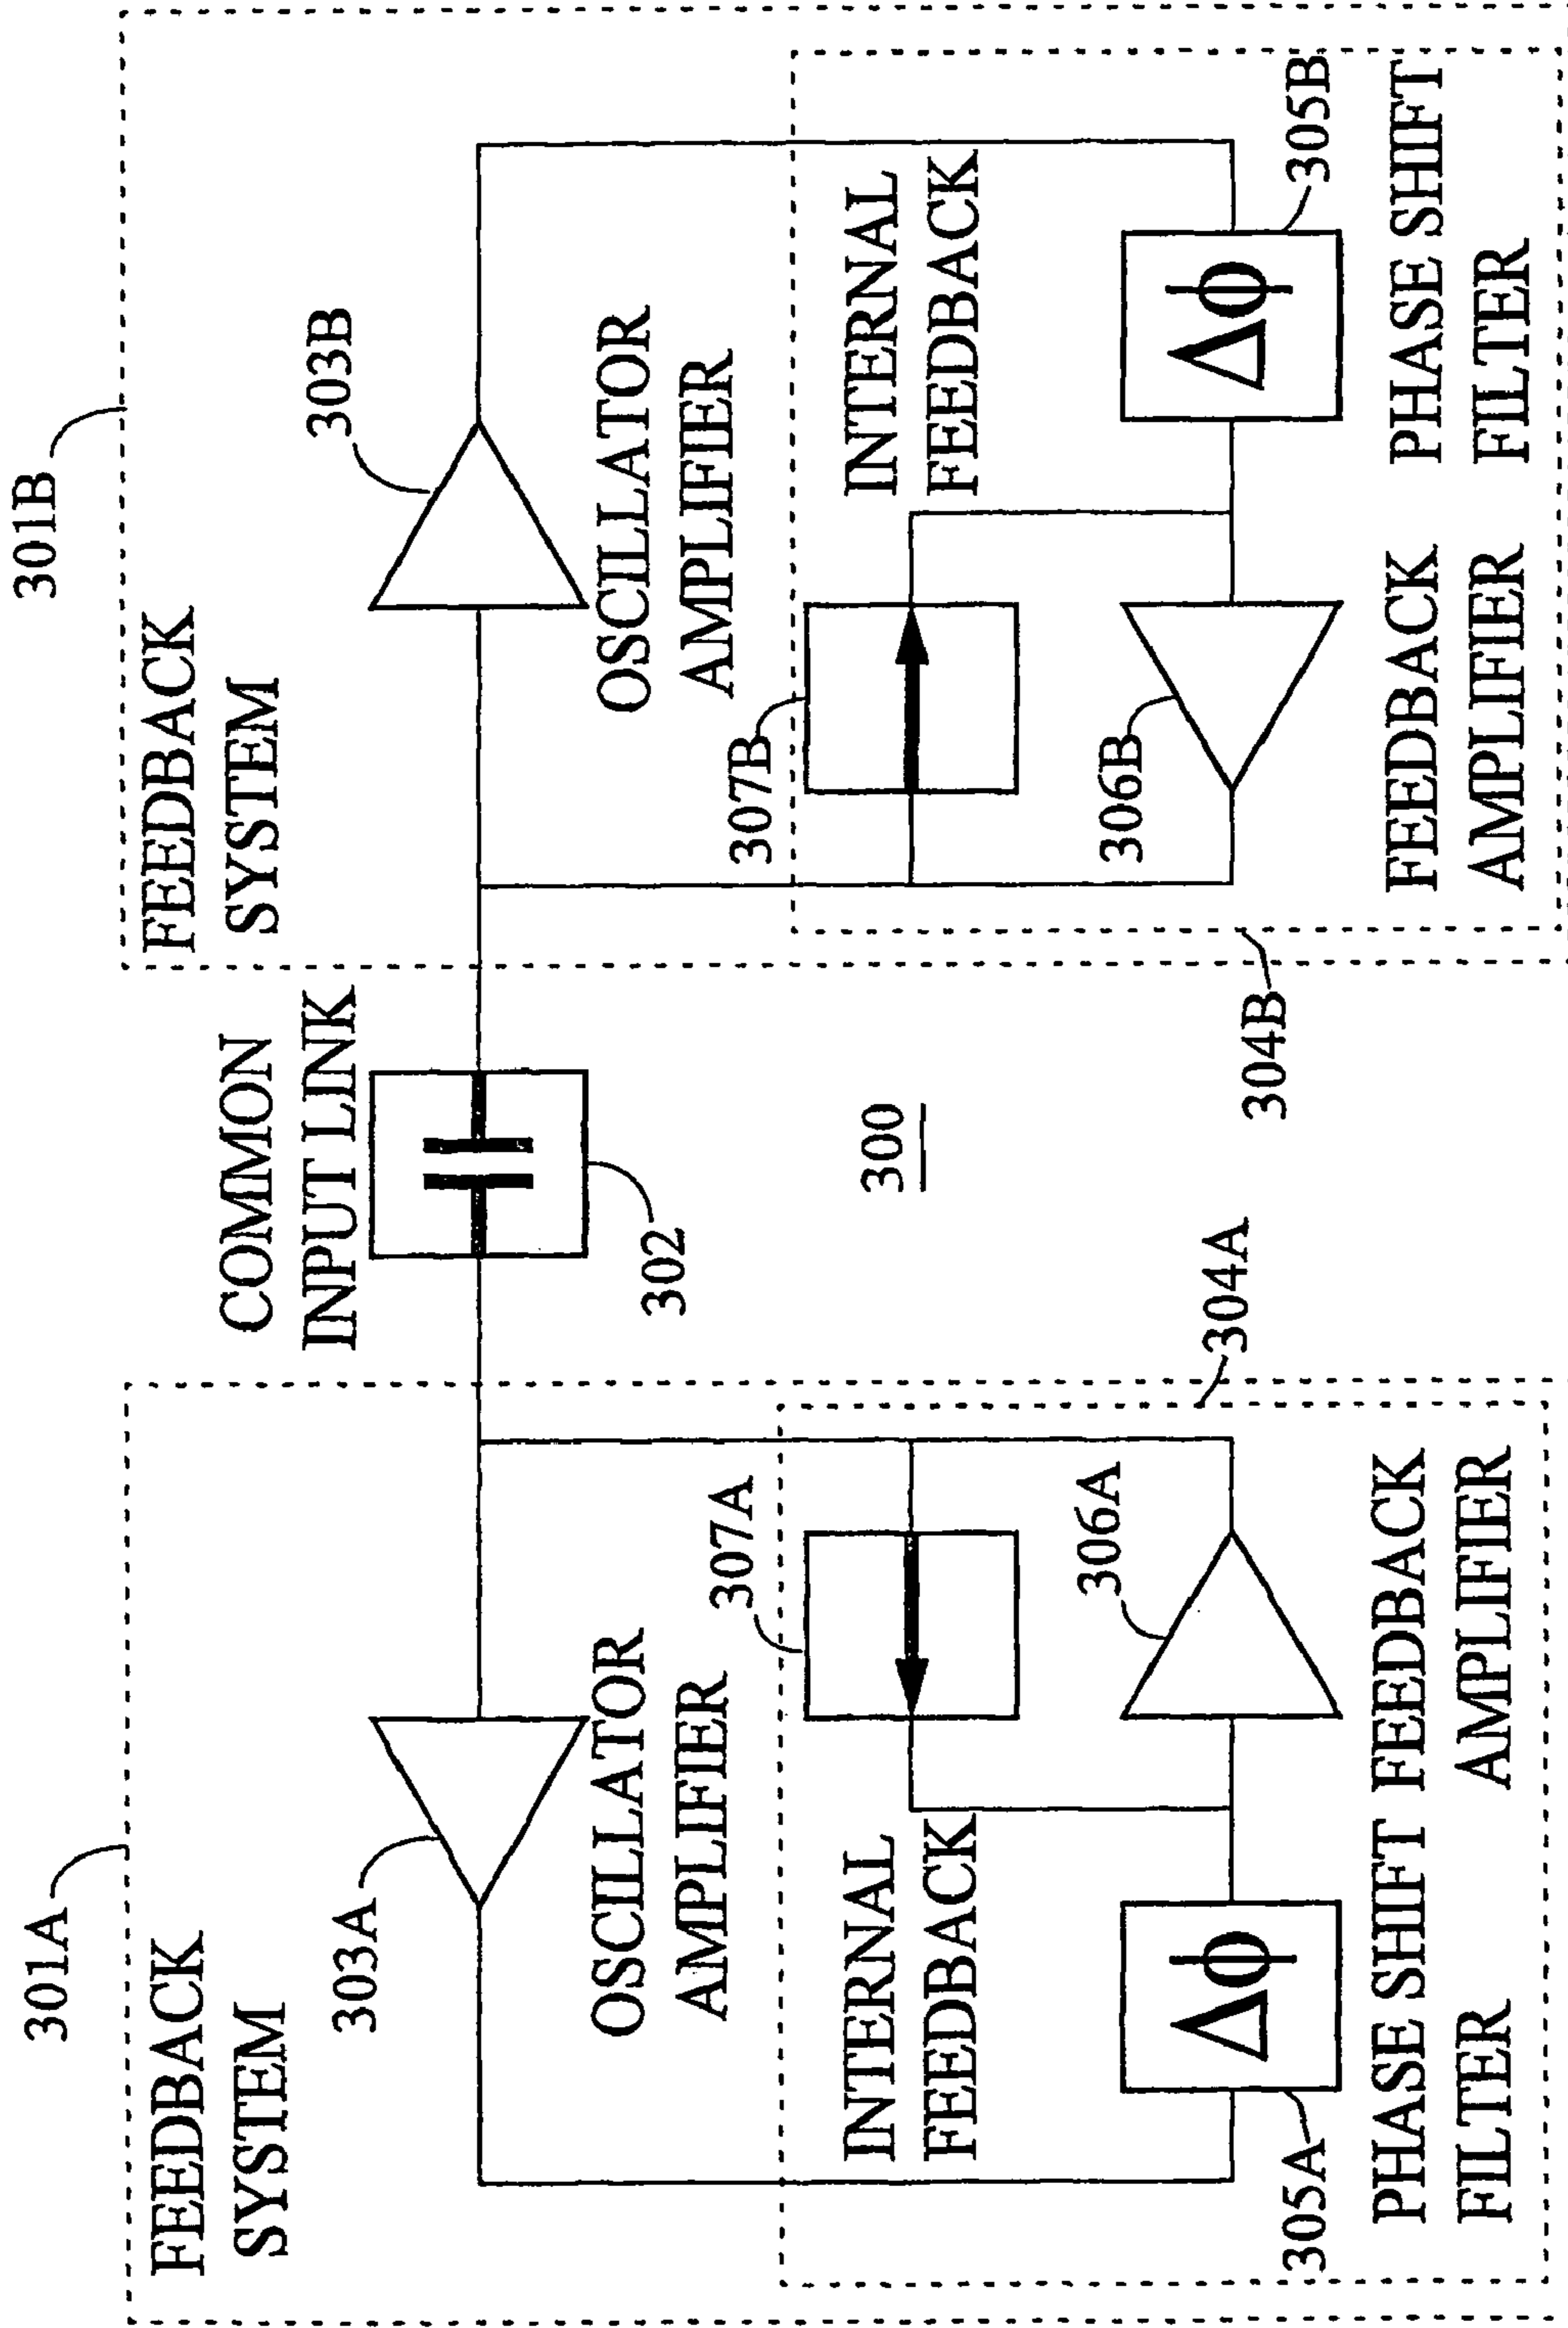 301A
301B
FEEDBACK
SYSTEM
COMMON
INPUT LINK
FEEDBACK
SYSTEM
303A
303B
302
OSCILLATOR
AMPLIFIER
OSCILLATOR
AMPLIFIER
300
307A
307B
INTERNAL
FEEDBACK
INTERNAL
FEEDBACK
304A
304B
306A
306B
Δϕ
Δϕ
305A
305B
PHASE SHIFT
FILTER
FEEDBACK
AMPLIFIER
FEEDBACK
AMPLIFIER
PHASE SHIFT
FILTER